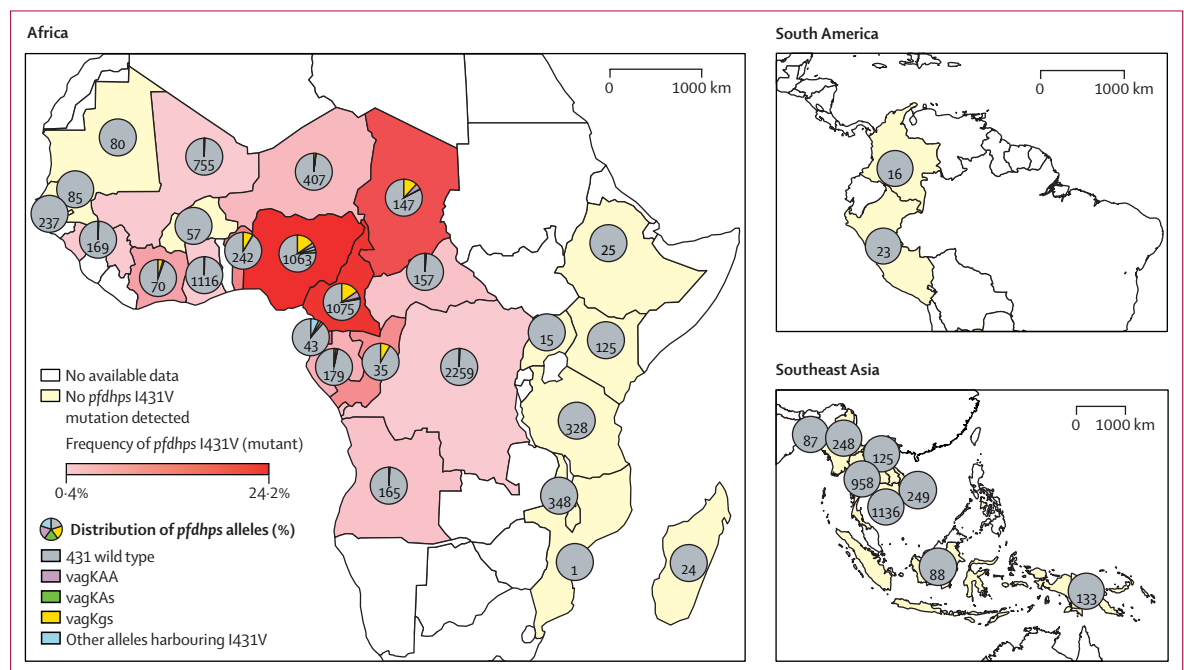 Africa
0 1000 km
80
755
407
147
85
237
57
169
242
1063
25
70
1116
157
1075
43
179
35
2259
15
125
328
165
348
1
24
No available data
No pfdhps I431V
mutation detected
Frequency of pfdhps I431V (mutant)
0·4% 24·2%
Distribution of pfdhps alleles (%)
431 wild type
vagKAA
vagKAs
vagKgs
Other alleles harbouring I431V
South America
0 1000 km
16
23
Southeast Asia
0 1000 km
87
248
125
958
249
1136
88
133